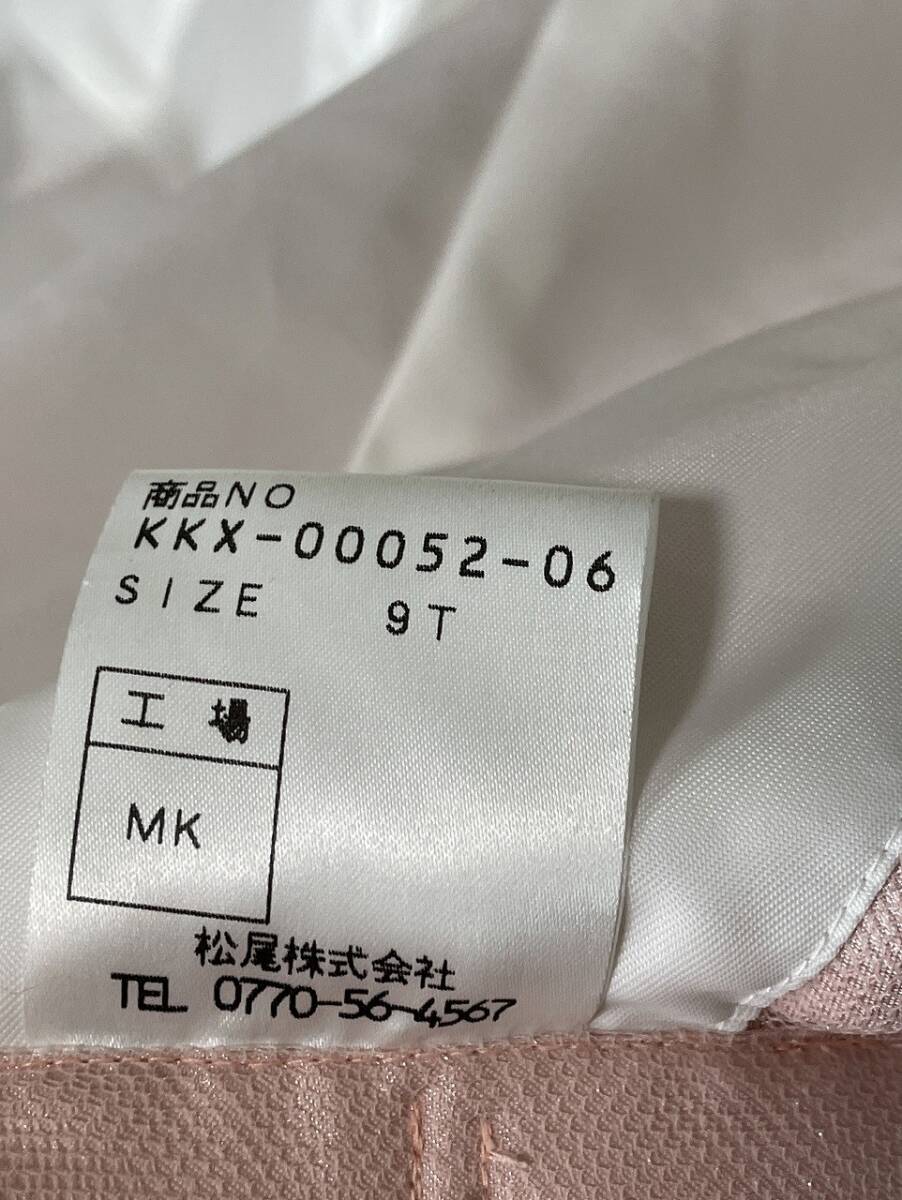 商品NO
KKX-00052-06
SIZE 9T
工場
MK
松尾株式会社
TEL 0770-56-4567